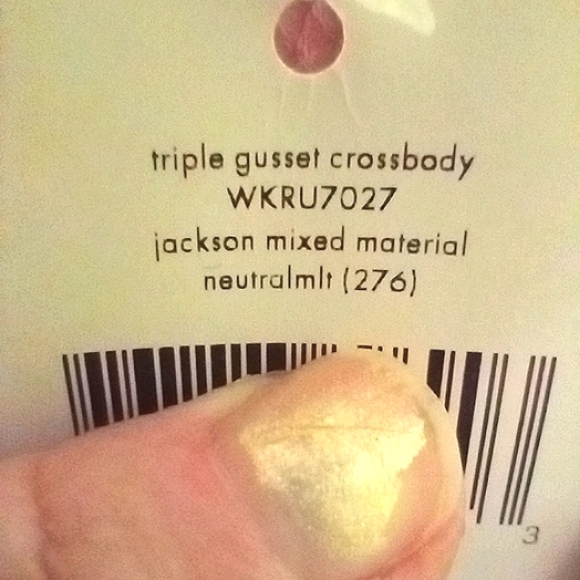 triple gusset crossbody
WKRU7027
jackson mixed material
neutralmlt (276)
3